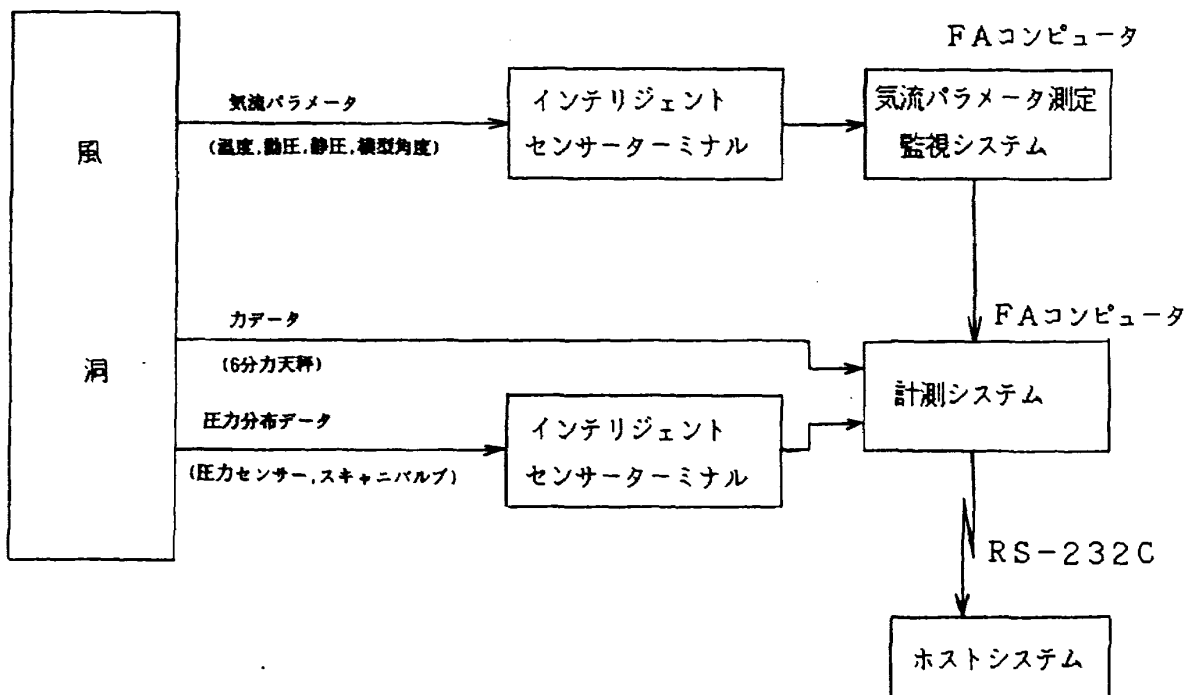 FAコンピュータ
気流パラメータ
(温度,動圧,静圧,模型角度)
インテリジェント
センサーターミナル
気流パラメータ測定
監視システム
風
洞
力データ
(6分力天秤)
FAコンピュータ
計測システム
圧力分布データ
(圧力センサー,スキャニバルブ)
インテリジェント
センサーターミナル
RS-232C
ホストシステム